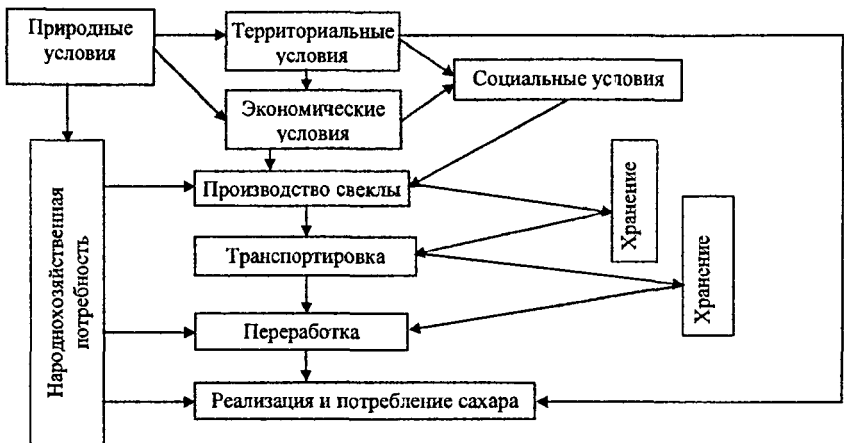 Природные
условия
Территориальные
условия
Социальные условия
Экономические
условия
Народнохозяйственная
потребность
Производство свеклы
Хранение
Транспортировка
Хранение
Переработка
Реализация и потребление сахара